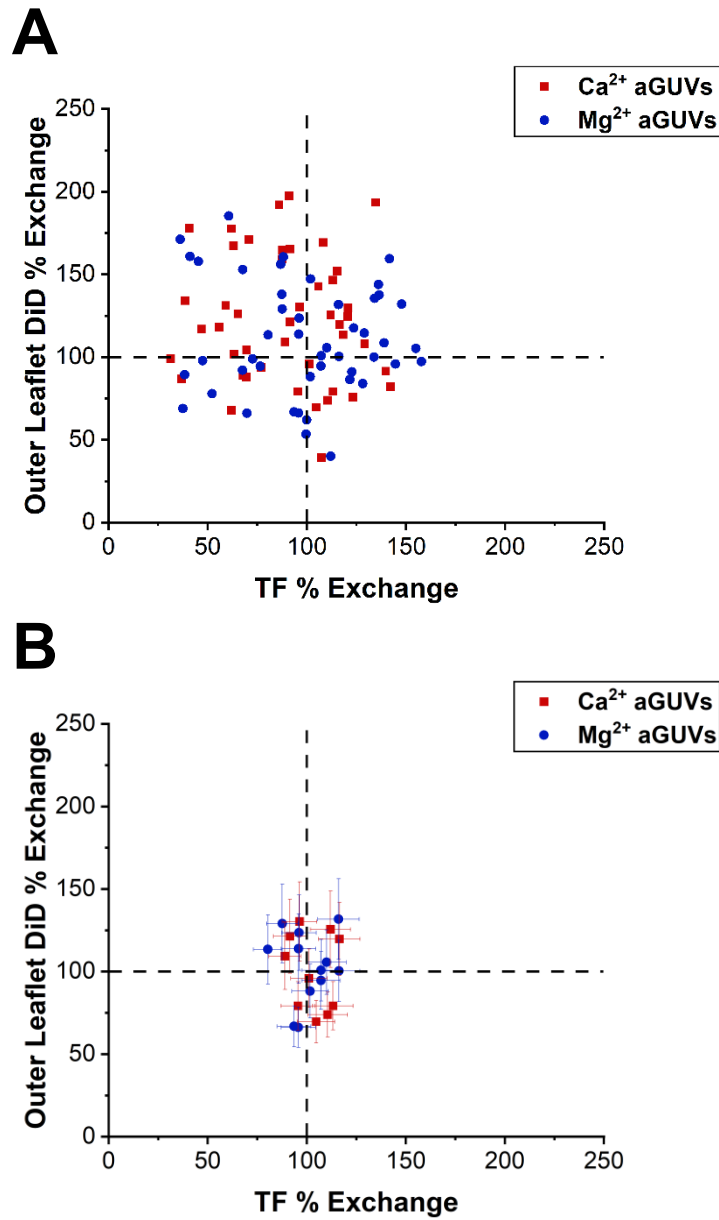 A
Ca²⁺ aGUVs
Mg²⁺ aGUVs
250
200
150
100
50
0
Outer Leaflet DiD % Exchange
0 50 100 150 200 250
TF % Exchange
B
Ca²⁺ aGUVs
Mg²⁺ aGUVs
250
200
150
100
50
0
Outer Leaflet DiD % Exchange
0 50 100 150 200 250
TF % Exchange